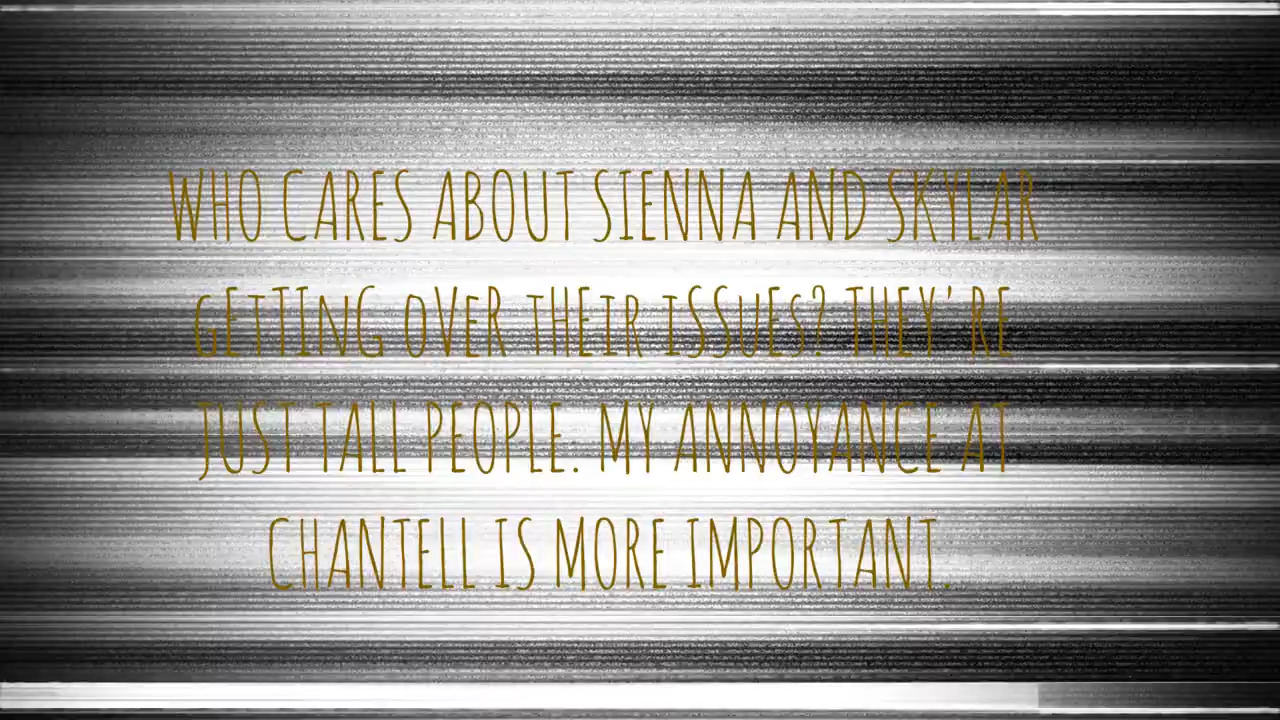 WHO CARES ABOUT SIENNA AND SKYLAR
GETTING OVER THEIR ISSUES? THEY'RE
JUST TALL PEOPLE. MY ANNOYANCE AT
CHANTELL IS MORE IMPORTANT.